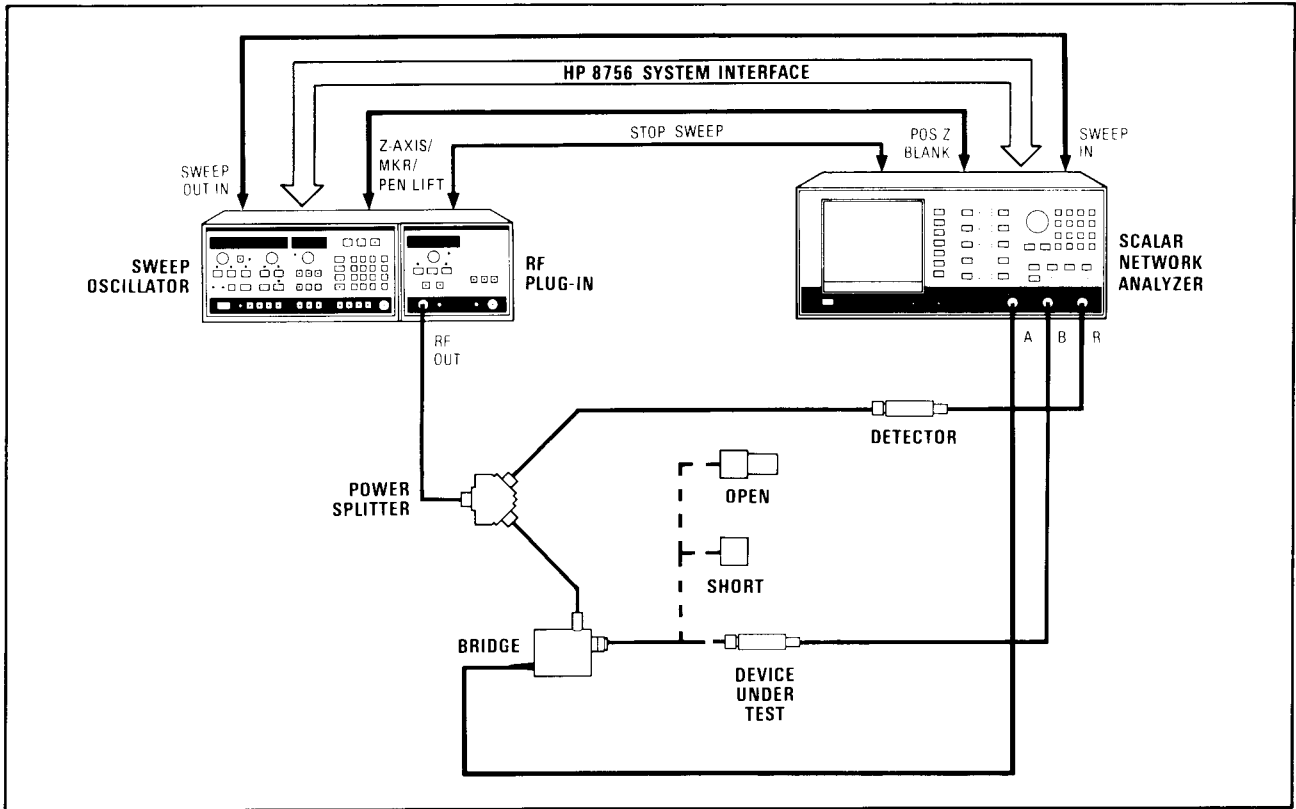 HP 8756 SYSTEM INTERFACE
STOP SWEEP
Z-AXIS/
MKR/
PEN LIFT
POS Z
BLANK
SWEEP
IN
SWEEP
OUT IN
SWEEP
OSCILLATOR
RF
PLUG-IN
SCALAR
NETWORK
ANALYZER
RF
OUT
A
B
R
DETECTOR
POWER
SPLITTER
OPEN
SHORT
BRIDGE
DEVICE
UNDER
TEST